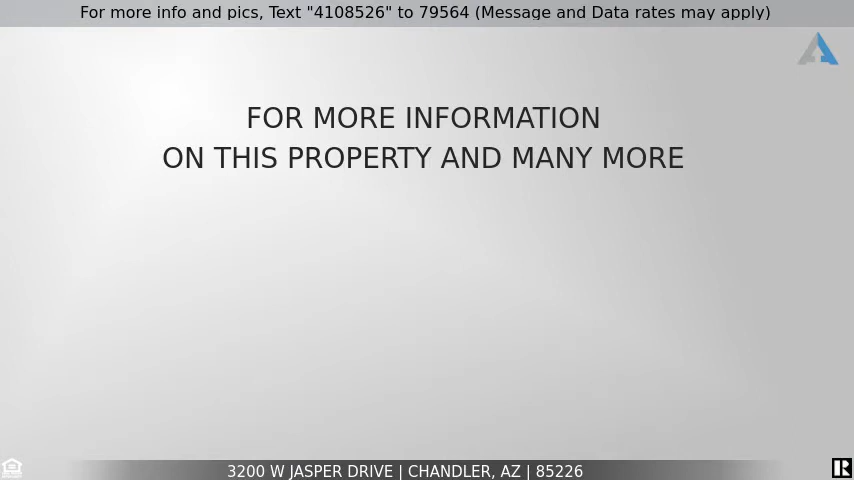 For more info and pics, Text "4108526" to 79564 (Message and Data rates may apply)
FOR MORE INFORMATION
ON THIS PROPERTY AND MANY MORE
3200 W JASPER DRIVE | CHANDLER, AZ | 85226